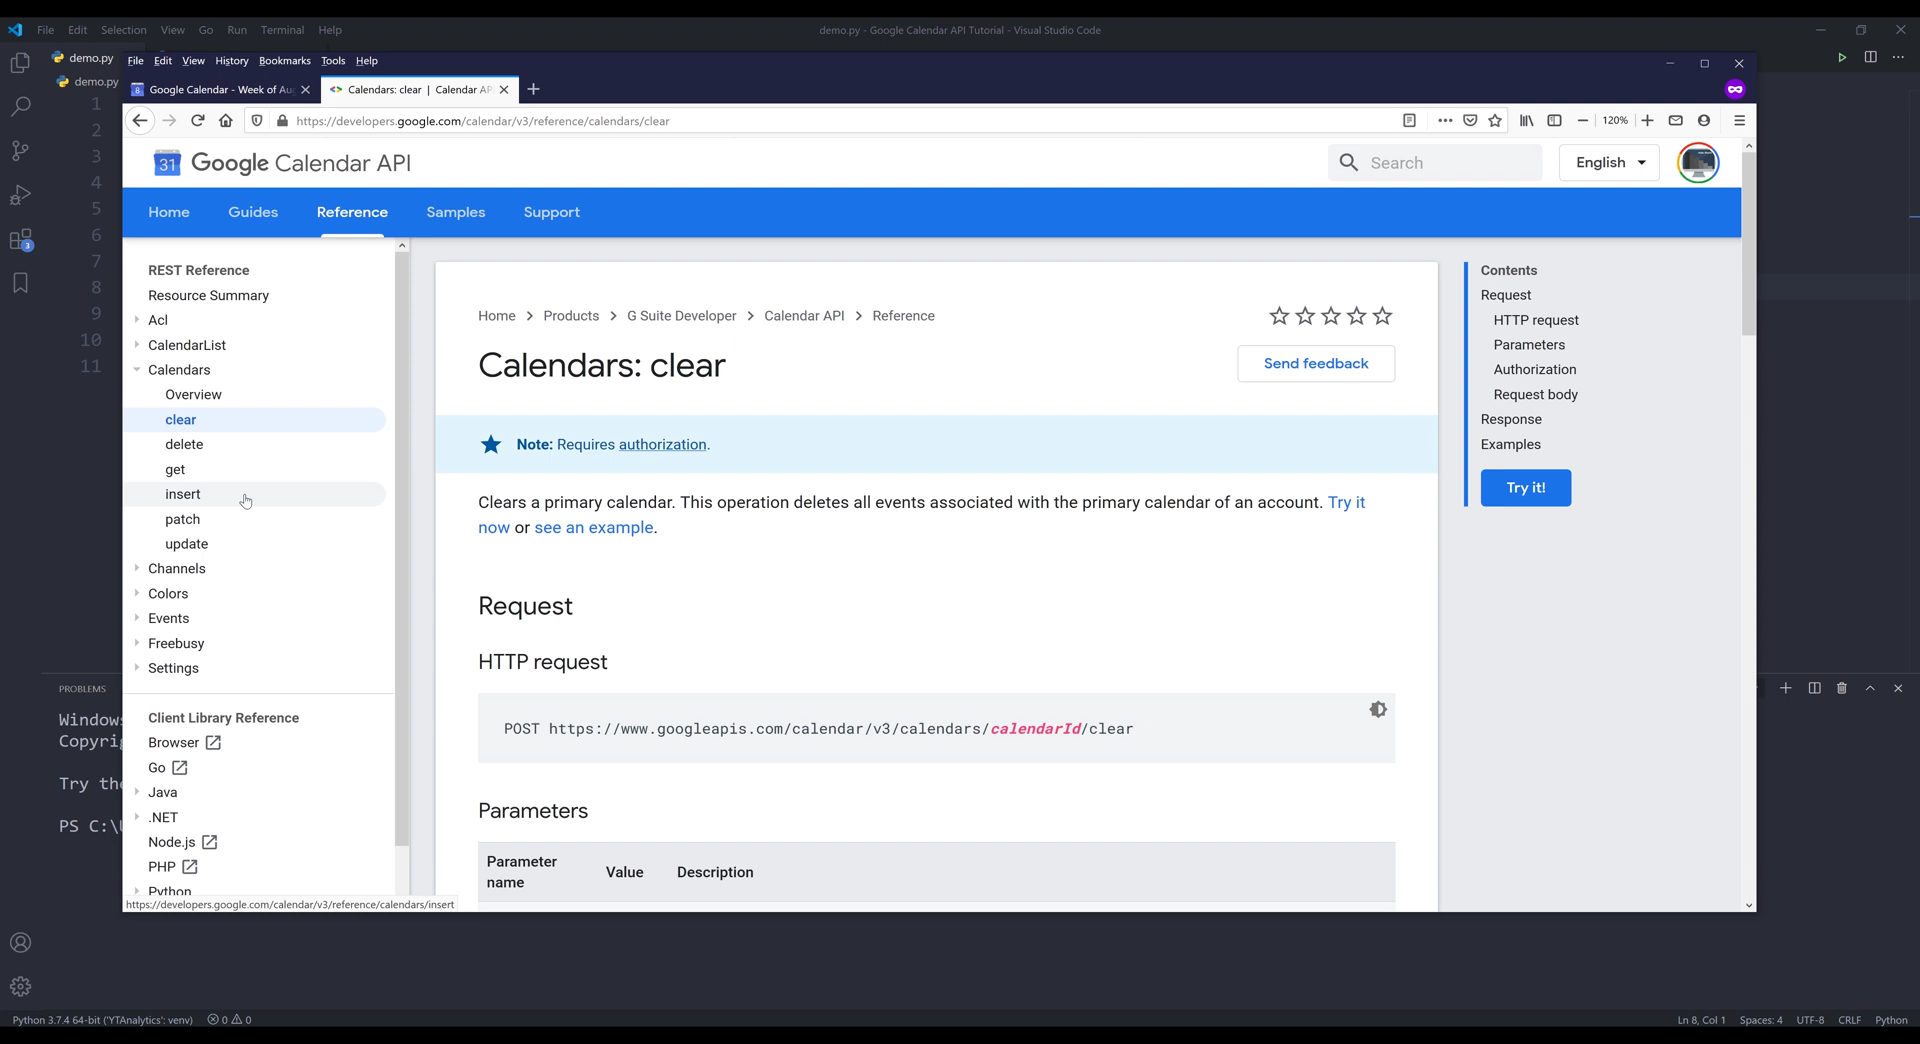 File Edit Selection View Go Run Terminal Help
demo.py - Google Calendar API Tutorial - Visual Studio Code
demo.py
demo.py
1
2
3
4
5
6
7
8
9
10
11
3
File Edit View History Bookmarks Tools Help
8 Google Calendar - Week of Aug
Calendars: clear | Calendar AP
https://developers.google.com/calendar/v3/reference/calendars/clear
120%
31 Google Calendar API
Search
English
Home Guides Reference Samples Support
REST Reference
Resource Summary
Acl
CalendarList
Calendars
Overview
clear
delete
get
insert
patch
update
Channels
Colors
Events
Freebusy
Settings
Client Library Reference
Browser
Go
Java
.NET
Node.js
PHP
Python
https://developers.google.com/calendar/v3/reference/calendars/insert
Home > Products > G Suite Developer > Calendar API > Reference
Calendars: clear
Send feedback
Note: Requires authorization.
Clears a primary calendar. This operation deletes all events associated with the primary calendar of an account. Try it
now or see an example.
Request
HTTP request
POST https://www.googleapis.com/calendar/v3/calendars/calendarId/clear
Parameters
Parameter
name
Value
Description
Contents
Request
HTTP request
Parameters
Authorization
Request body
Response
Examples
Try it!
PROBLEMS
Windows
Copyri
Try the
PS C:\
Python 3.7.4 64-bit ('YTAnalytics': venv) 0 0
Ln 8, Col 1 Spaces: 4 UTF-8 CRLF Python